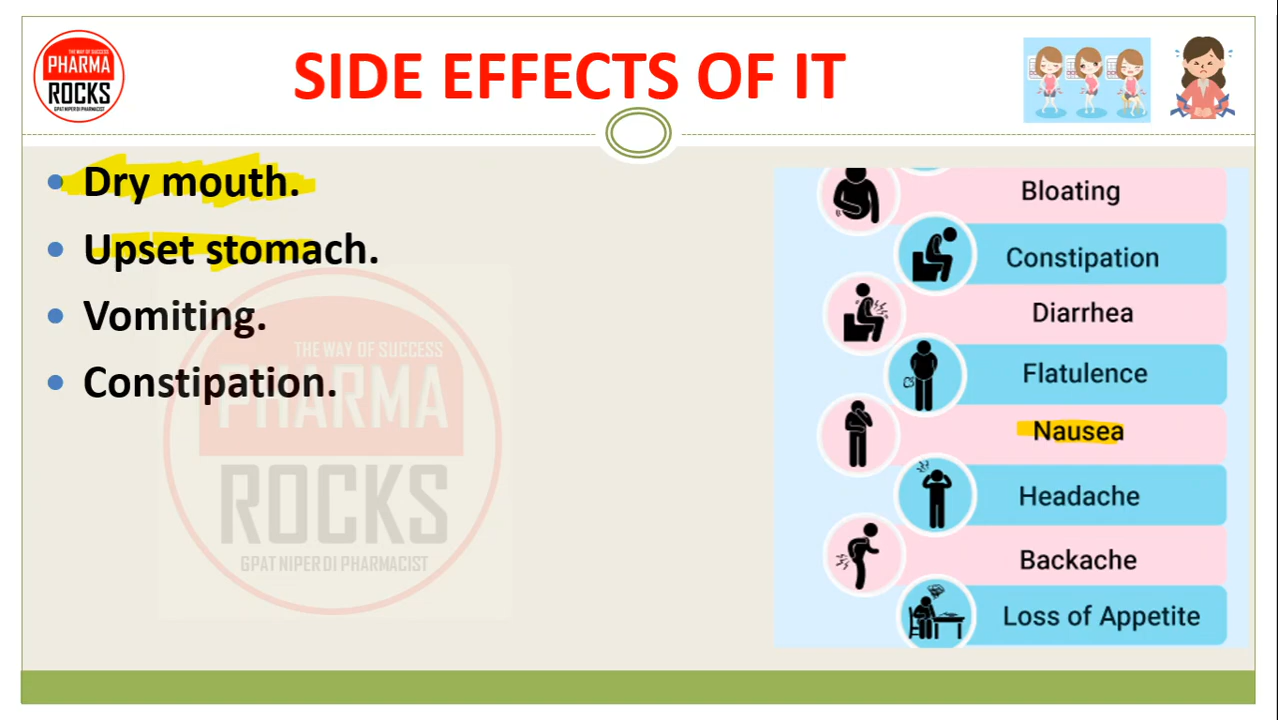 THE WAY OF SUCCESS
PHARMA
ROCKS
GPAT NIPER DI PHARMACIST
SIDE EFFECTS OF IT
Dry mouth.
Upset stomach.
Vomiting.
Constipation.
THE WAY OF SUCCESS
PHARMA
ROCKS
GPAT NIPER DI PHARMACIST
Bloating
Constipation
Diarrhea
Flatulence
Nausea
Headache
Backache
Loss of Appetite